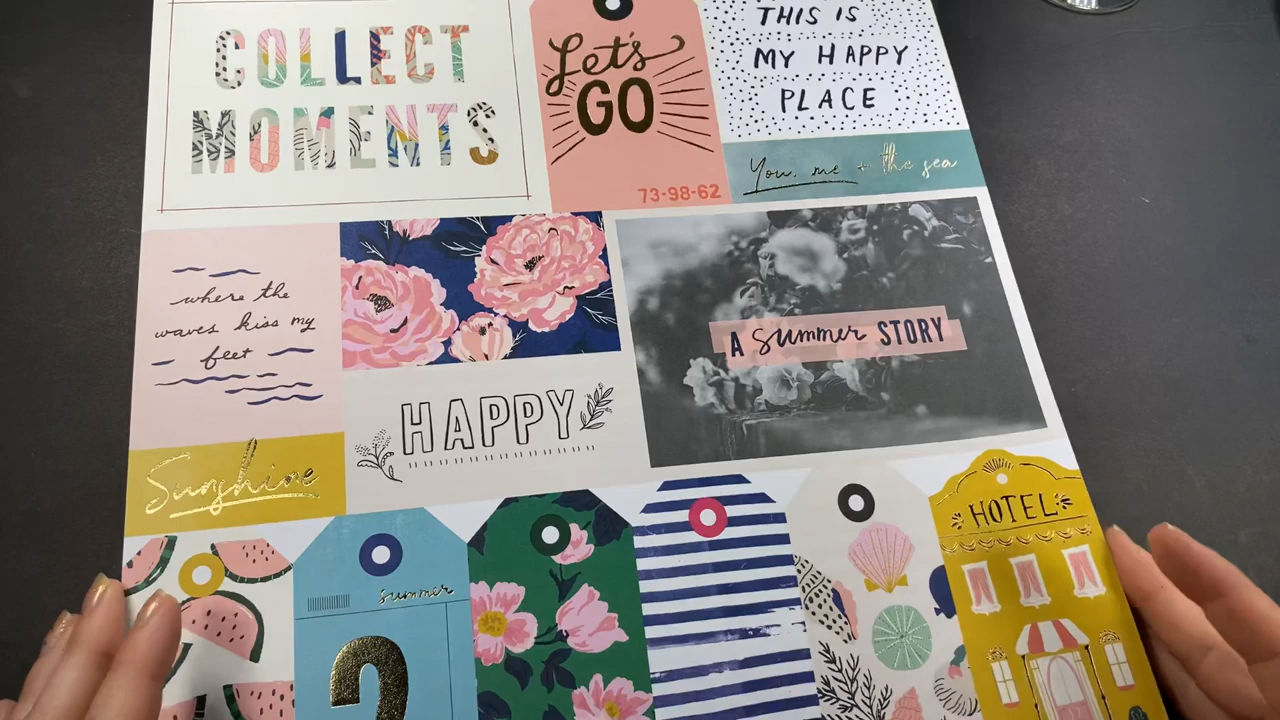 COLLECT
MOMENTS
Let's
GO
73-98-62
THIS IS
MY HAPPY
PLACE
You, me + the sea
where the
waves kiss my
feet
Sunshine
HAPPY
A summer STORY
summer
2
HOTEL